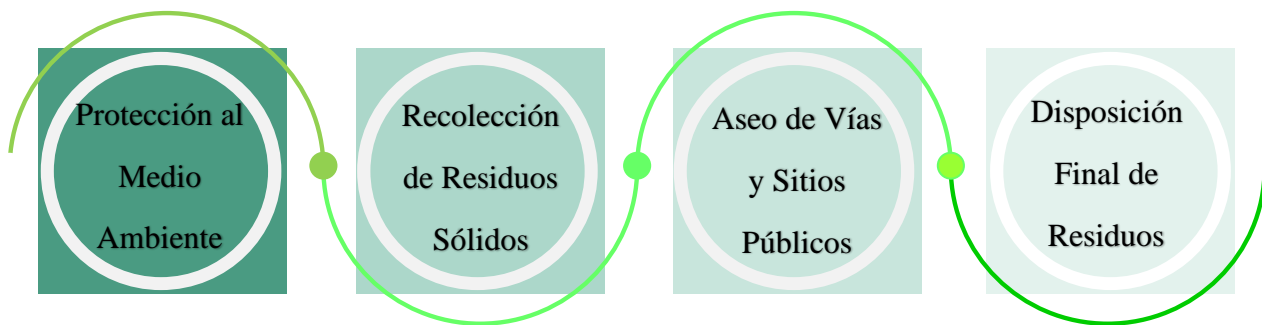 Protección al
Medio
Ambiente
Recolección
de Residuos
Sólidos
Aseo de Vías
y Sitios
Públicos
Disposición
Final de
Residuos